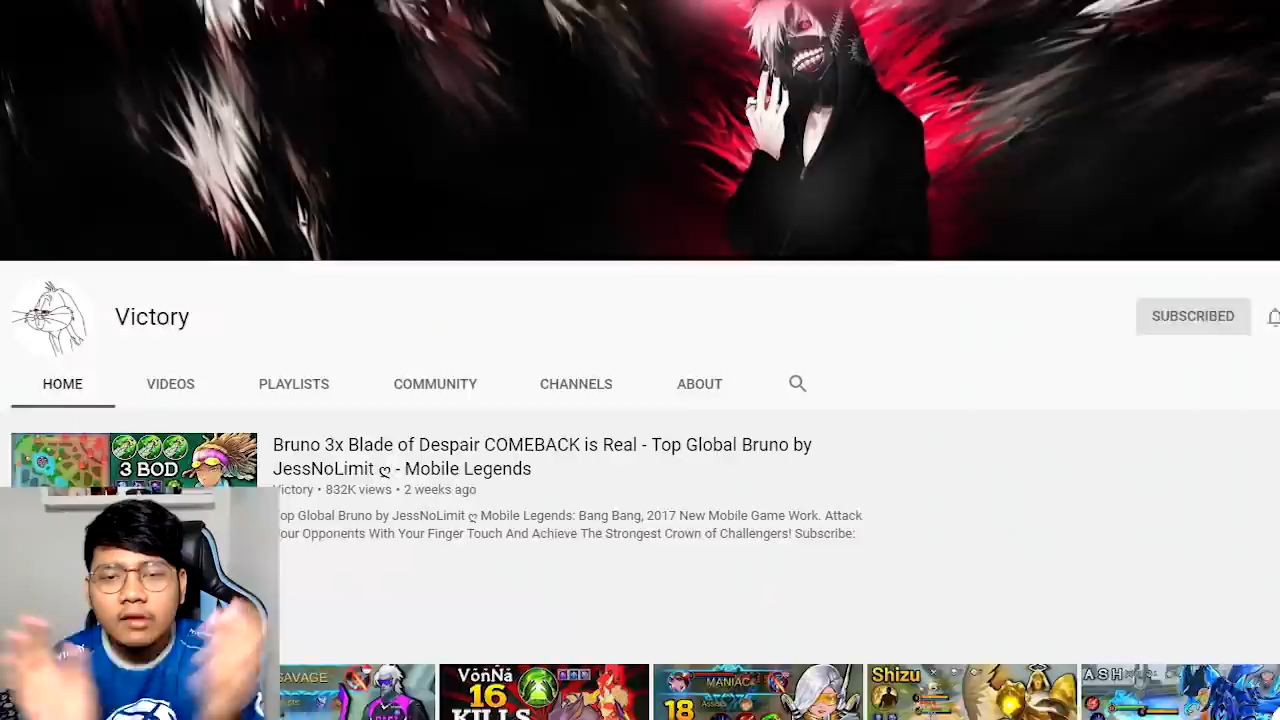 Victory
SUBSCRIBED
HOME
VIDEOS
PLAYLISTS
COMMUNITY
CHANNELS
ABOUT
3 BOD
Bruno 3x Blade of Despair COMEBACK is Real - Top Global Bruno by
JessNoLimit ღ - Mobile Legends
Victory • 832K views • 2 weeks ago
op Global Bruno by JessNoLimit ღ Mobile Legends: Bang Bang, 2017 New Mobile Game Work. Attack
our Opponents With Your Finger Touch And Achieve The Strongest Crown of Challengers! Subscribe:
SAVAGE
VôñÑã
16
KILLS
MANIAC
18
Shizu
ASH